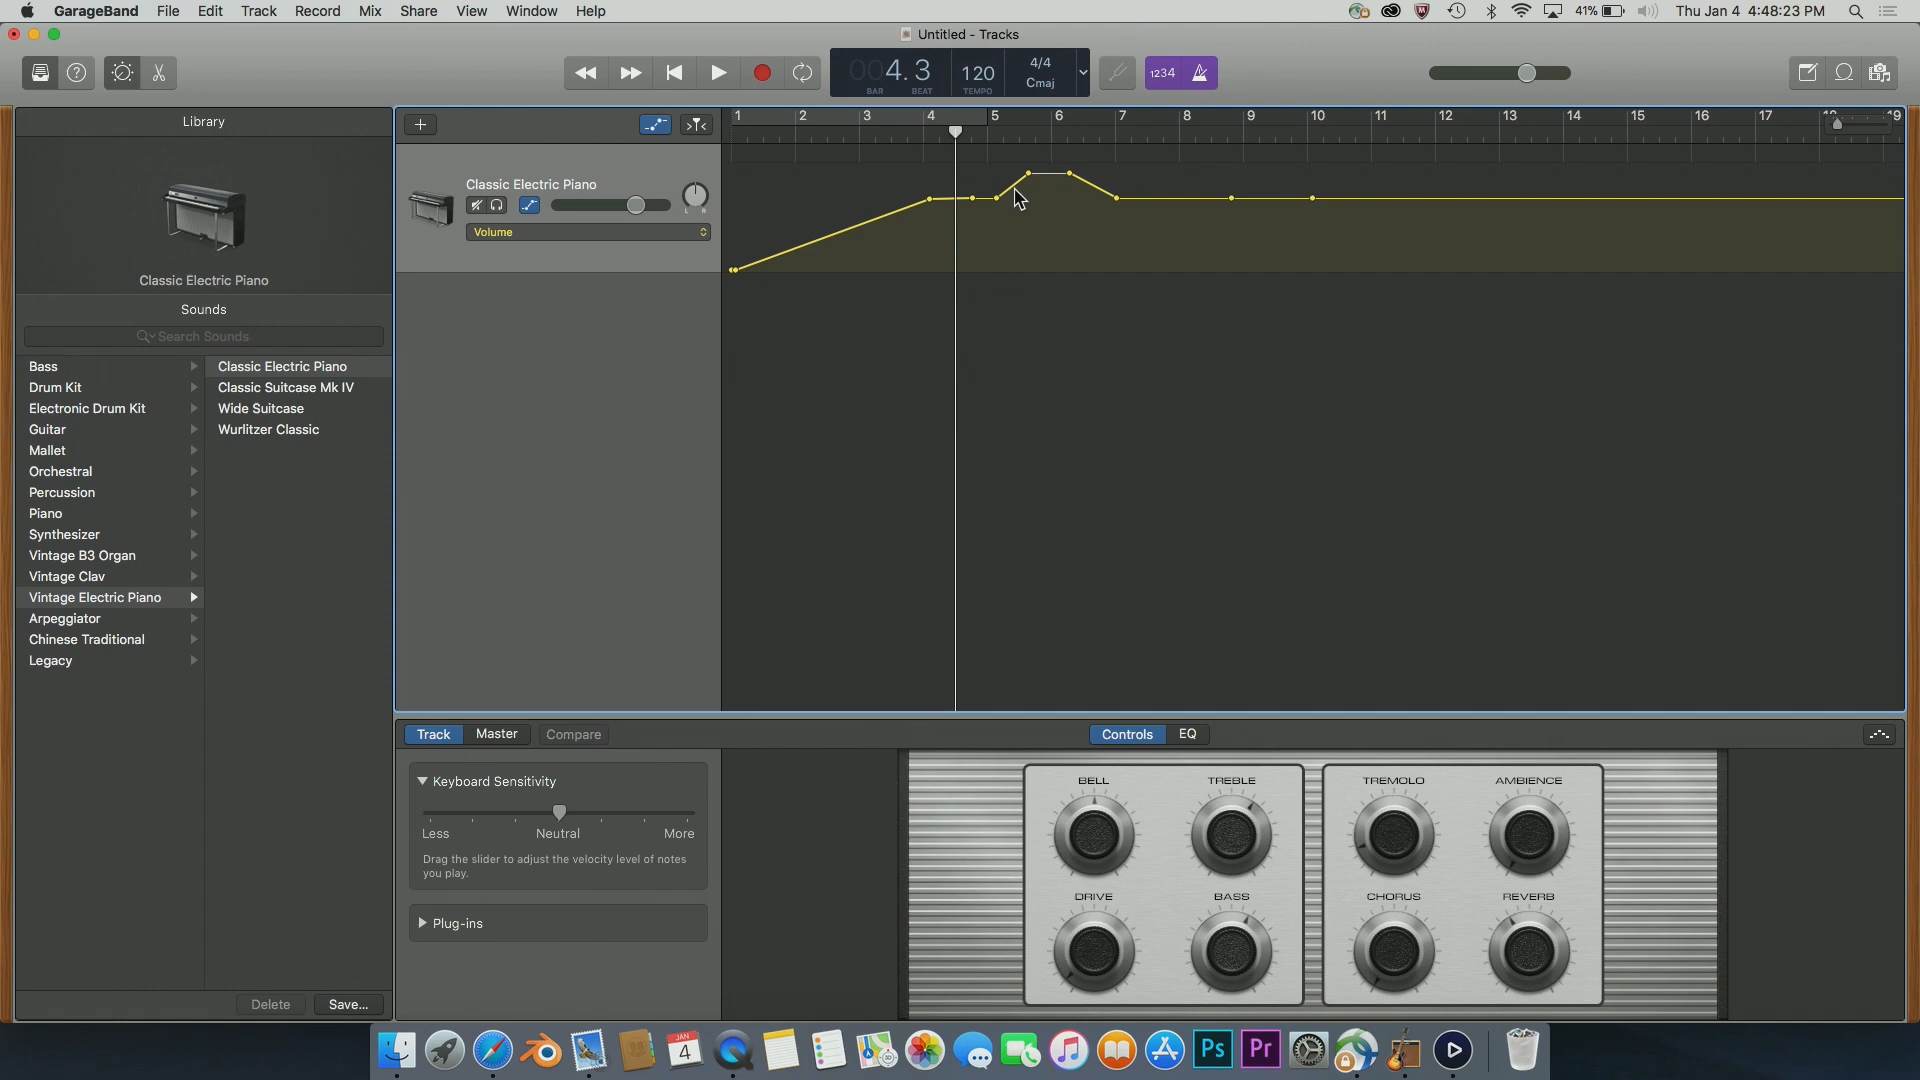 GarageBand File Edit Track Record Mix Share View Window Help 41% Thu Jan 4 4:48:23 PM
Untitled - Tracks
004.3 120 4/4 Cmaj 1234
BAR BEAT TEMPO
Library
1 2 3 4 5 6 7 8 9 10 11 12 13 14 15 16 17 19
Classic Electric Piano
L R
Volume
Classic Electric Piano
Sounds
Search Sounds
Bass
Drum Kit
Electronic Drum Kit
Guitar
Mallet
Orchestral
Percussion
Piano
Synthesizer
Vintage B3 Organ
Vintage Clav
Vintage Electric Piano
Arpeggiator
Chinese Traditional
Legacy
Classic Electric Piano
Classic Suitcase Mk IV
Wide Suitcase
Wurlitzer Classic
Delete Save...
Track Master Compare Controls EQ
Keyboard Sensitivity
Less Neutral More
Drag the slider to adjust the velocity level of notes
you play.
Plug-ins
BELL TREBLE TREMOLO AMBIENCE
DRIVE BASS CHORUS REVERB
JAN
4
3D
Ps
Pr